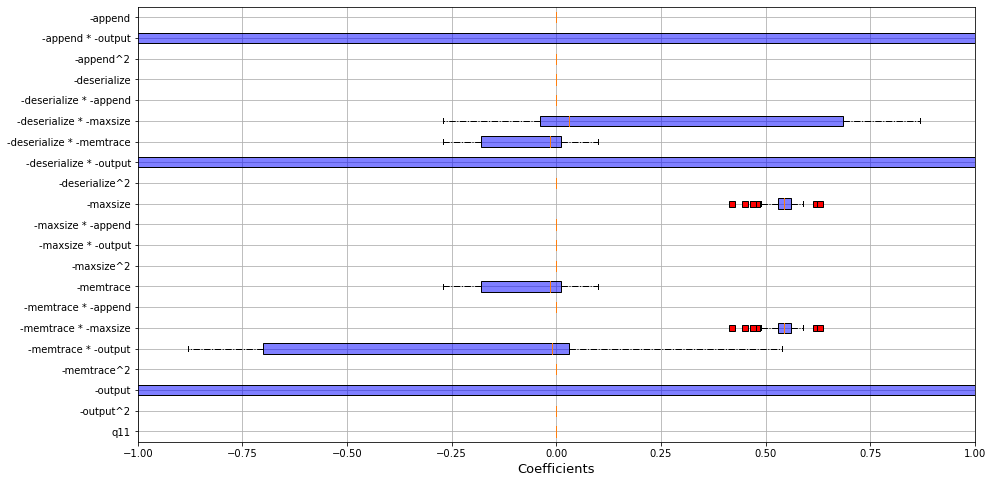 -append
-append * -output
-append^2
-deserialize
-deserialize * -append
-deserialize * -maxsize
-deserialize * -memtrace
-deserialize * -output
-deserialize^2
-maxsize
-maxsize * -append
-maxsize * -output
-maxsize^2
-memtrace
-memtrace * -append
-memtrace * -maxsize
-memtrace * -output
-memtrace^2
-output
-output^2
q11
−1.00 −0.75 −0.50 −0.25 0.00 0.25 0.50 0.75 1.00
Coefficients